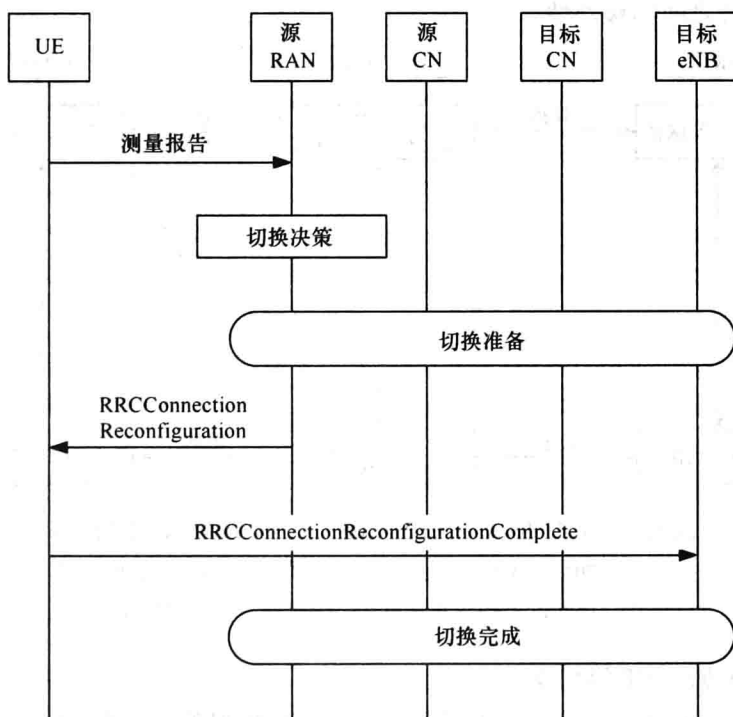 UE
源
RAN
源
CN
目标
CN
目标
eNB
测量报告
切换决策
切换准备
RRCConnection
Reconfiguration
RRCConnectionReconfigurationComplete
切换完成